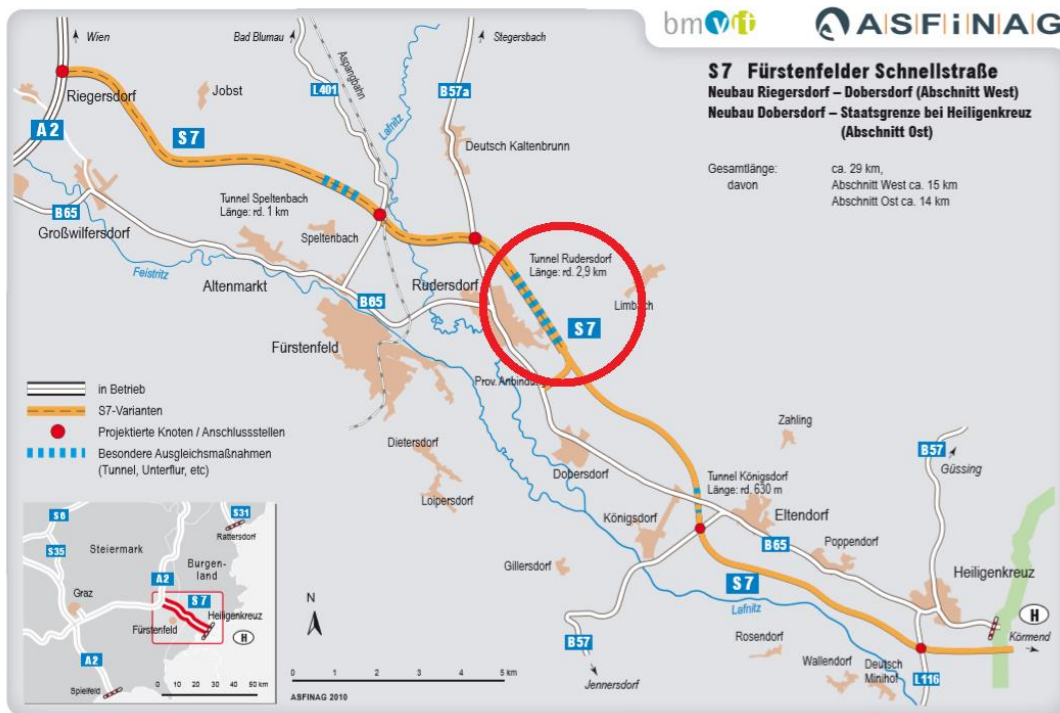 bmvit
ASFiNAG
S7 Fürstenfelder Schnellstraße
Neubau Riegersdorf – Dobersdorf (Abschnitt West)
Neubau Dobersdorf – Staatsgrenze bei Heiligenkreuz
(Abschnitt Ost)
Gesamtlänge: ca. 29 km,
davon Abschnitt West ca. 15 km
Abschnitt Ost ca. 14 km
Wien
Bad Blumau
Stegersbach
Riegersdorf
Jobst
Aspangbahn
L401
B57a
Lafnitz
A2
S7
Deutsch Kaltenbrunn
Tunnel Speltenbach
Länge: rd. 1 km
B65
Großwilfersdorf
Speltenbach
Feistritz
Altenmarkt
B65
Rudersdorf
Tunnel Rudersdorf
Länge: rd. 2,9 km
Limbach
S7
Fürstenfeld
Prov. Anbindung
in Betrieb
S7-Varianten
Projektierte Knoten / Anschlussstellen
Besondere Ausgleichsmaßnahmen
(Tunnel, Unterflur, etc)
Dietersdorf
Loipersdorf
Dobersdorf
Zahling
B57
Güssing
Tunnel Königsdorf
Länge: rd. 630 m
Königsdorf
Eltendorf
B65
Poppendorf
Gillersdorf
S7
Heiligenkreuz
Lafnitz
H
Körmend
B57
Jennersdorf
Rosendorf
Wallendorf
Deutsch
Minihof
L116
S6
S31
Rattersdorf
S35
Steiermark
Burgen-
land
A2
Graz
S7
Heiligenkreuz
Fürstenfeld
H
A2
Spielfeld
0 10 20 30 40 50 km
N
0 1 2 3 4 5 km
ASFINAG 2010